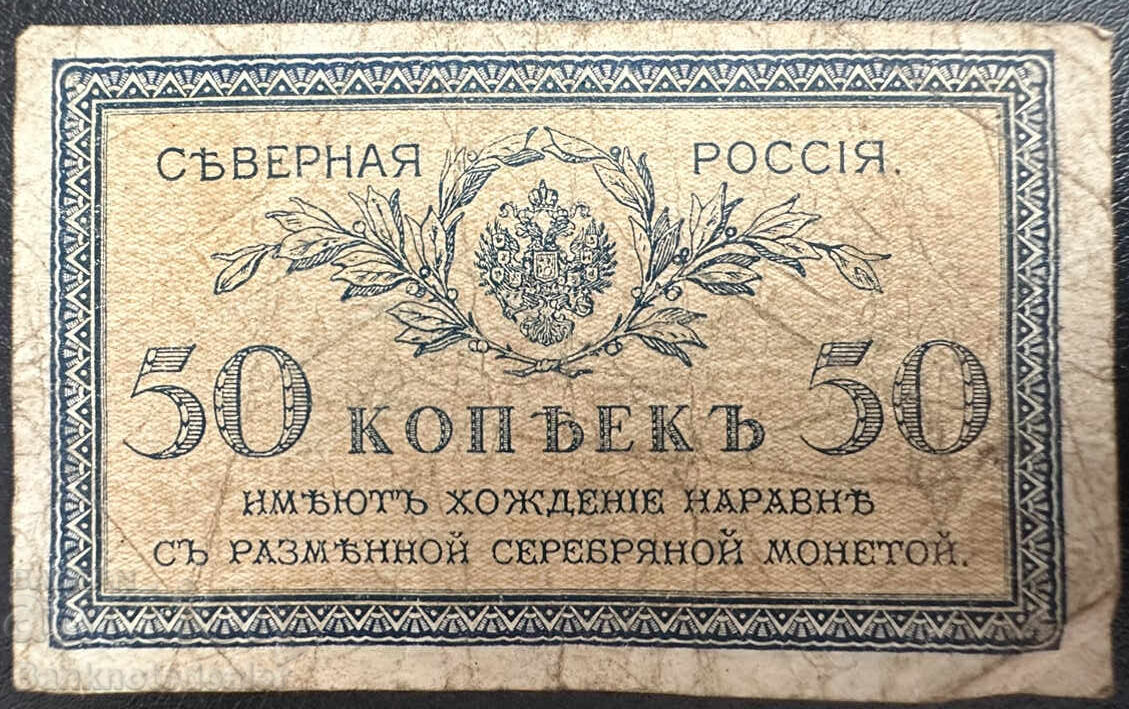 СѢВЕРНАЯ РОССІЯ.
50 КОПѢЕКЪ 50
ИМѢЮТЪ ХОЖДЕНІЕ НАРАВНѢ
СЪ РАЗМѢННОЙ СЕРЕБРЯНОЙ МОНЕТОЙ.